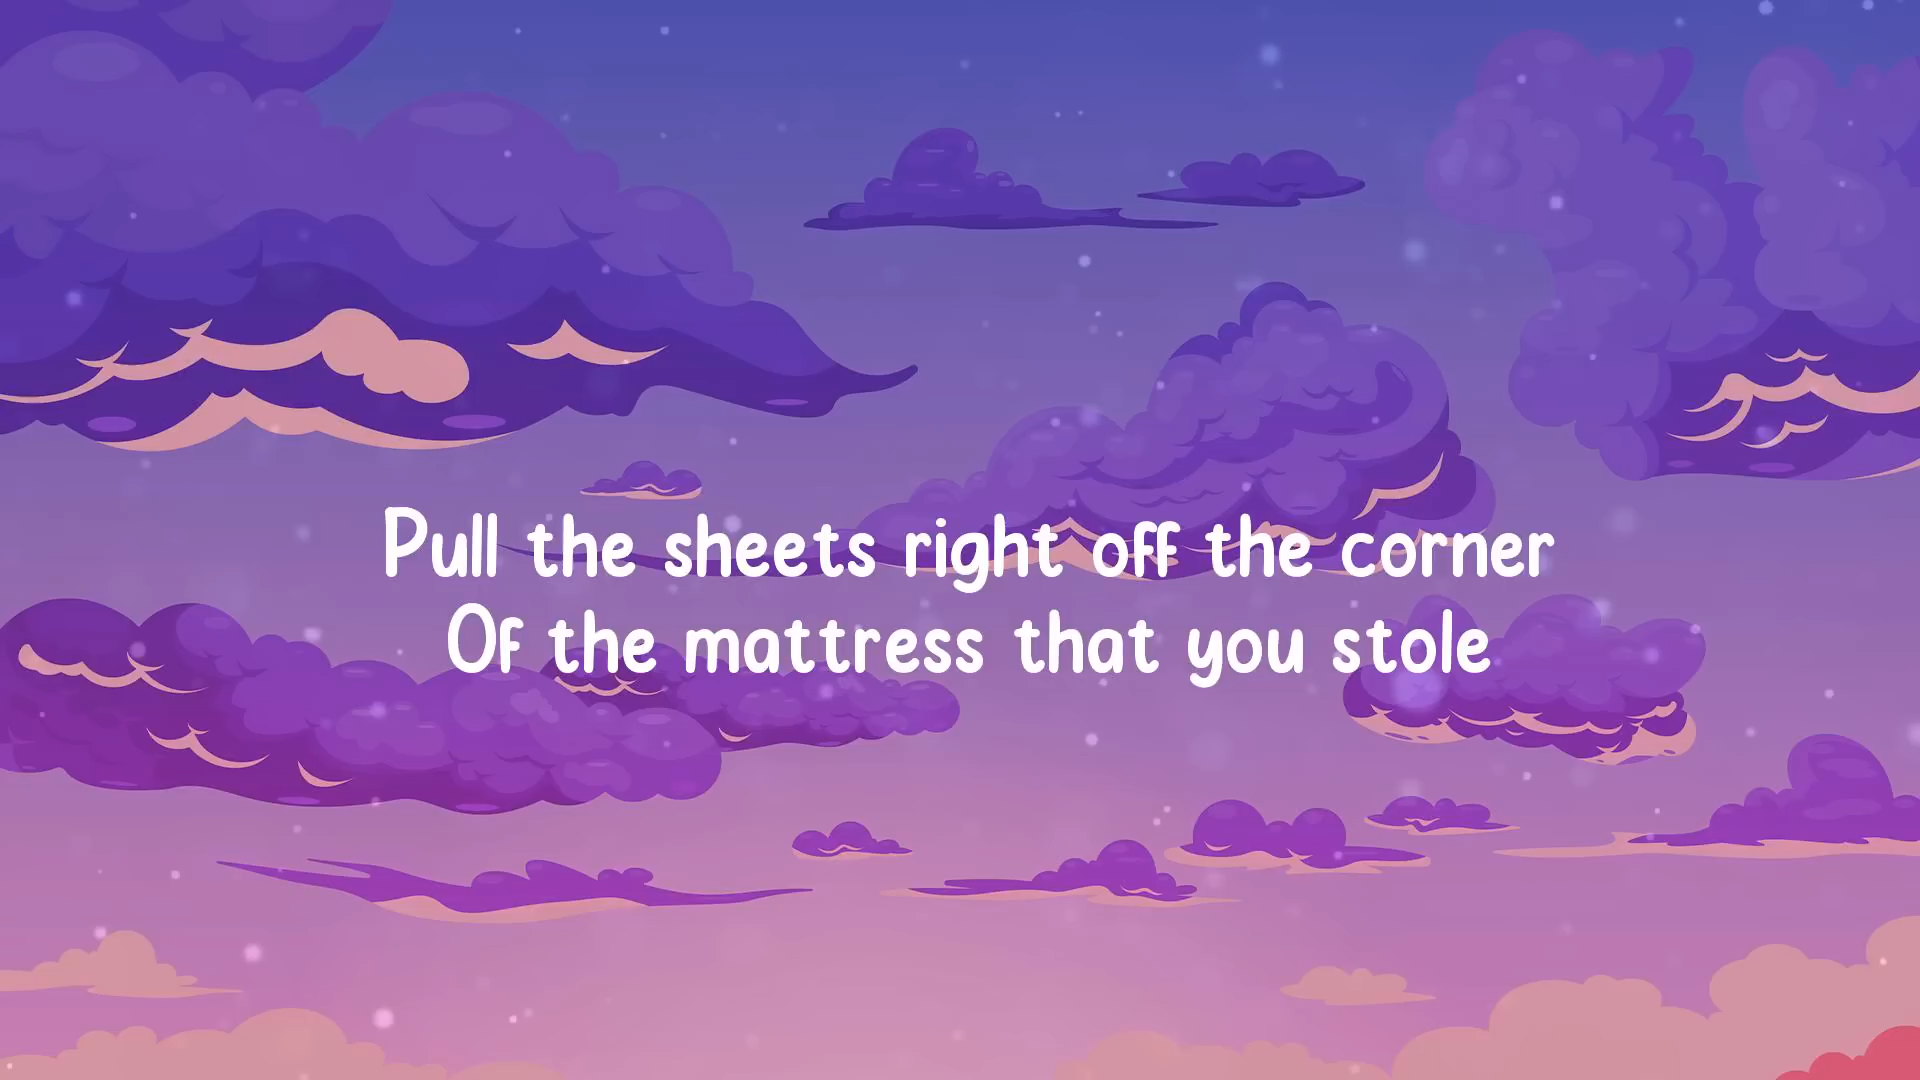 Pull the sheets right off the corner
Of the mattress that you stole